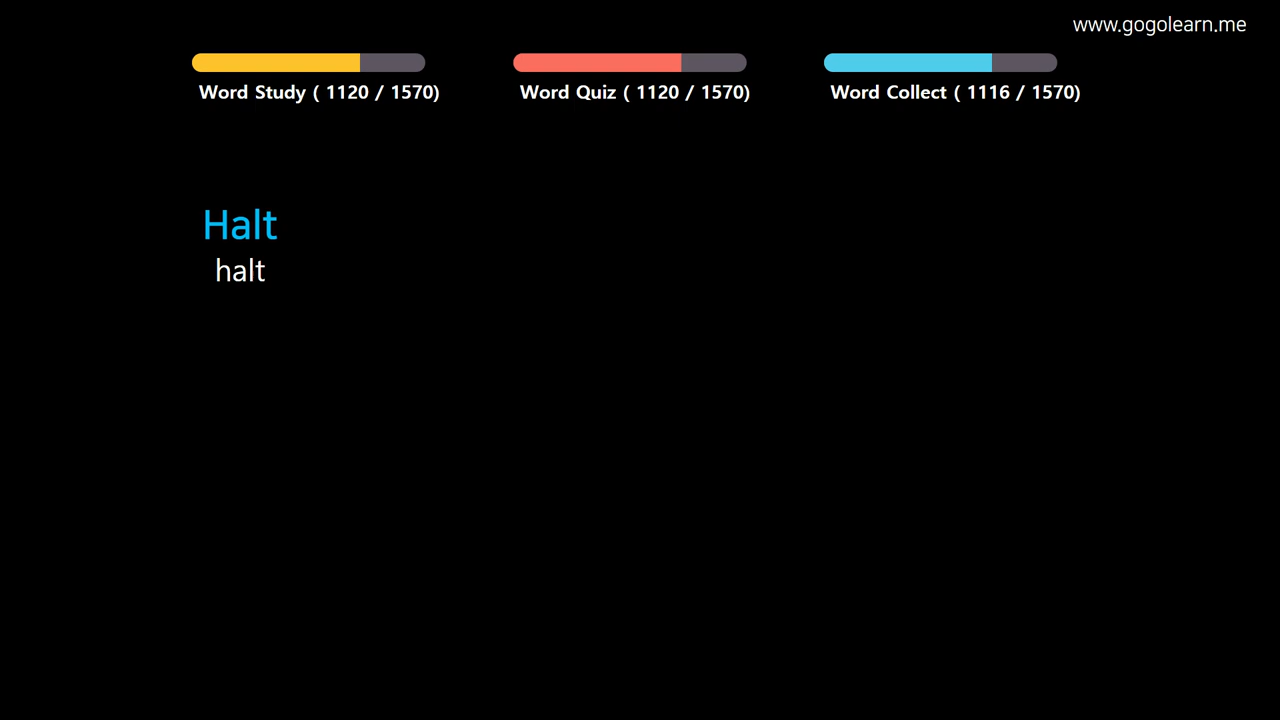 www.gogolearn.me
Word Study ( 1120 / 1570)
Word Quiz ( 1120 / 1570)
Word Collect ( 1116 / 1570)
Halt
halt